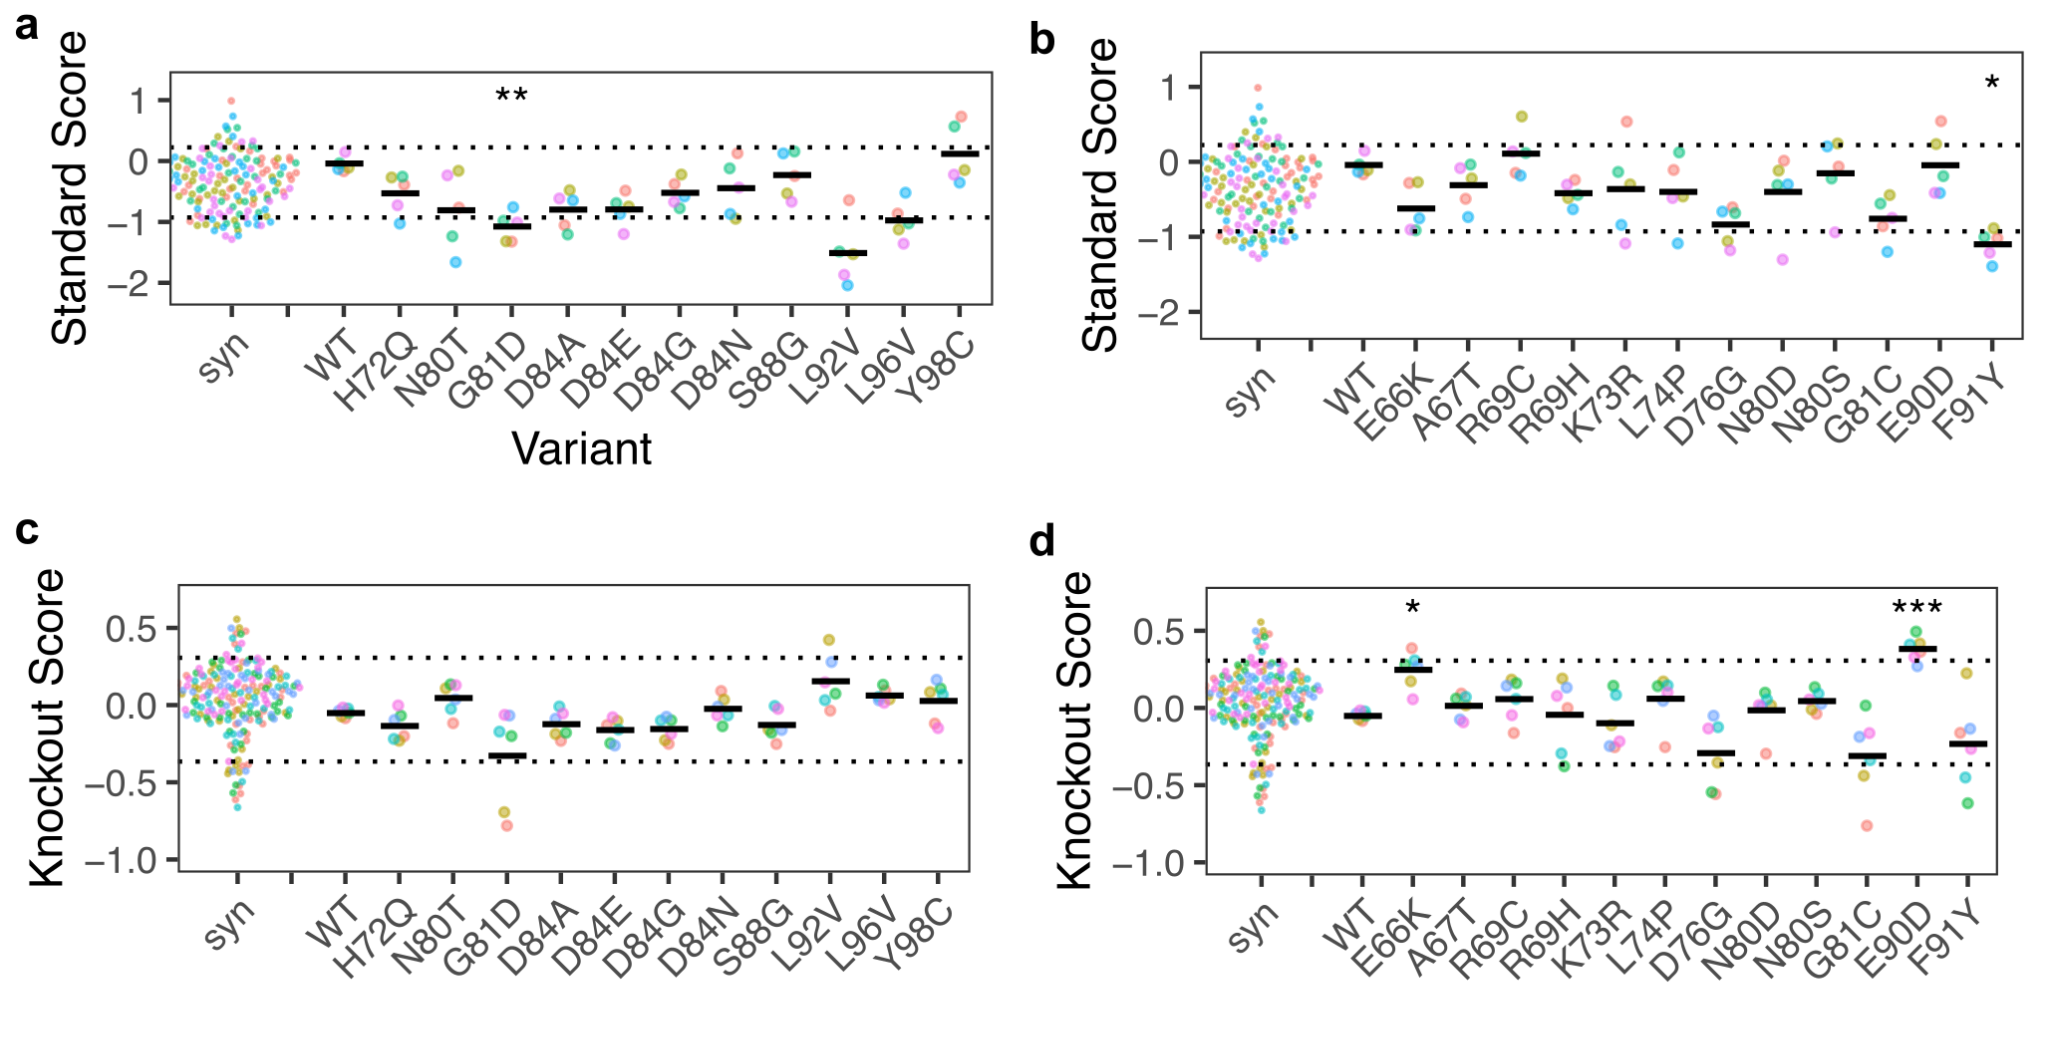 a
Standard Score
1
0
−1
−2
**
syn WT H72Q N80T G81D D84A D84E D84G D84N S88G L92V L96V Y98C
Variant
b
Standard Score
1
0
−1
−2
*
syn WT E66K A67T R69C R69H K73R L74P D76G N80D N80S G81C E90D F91Y
c
Knockout Score
0.5
0.0
−0.5
−1.0
syn WT H72Q N80T G81D D84A D84E D84G D84N S88G L92V L96V Y98C
d
Knockout Score
0.5
0.0
−0.5
−1.0
* ***
syn WT E66K A67T R69C R69H K73R L74P D76G N80D N80S G81C E90D F91Y